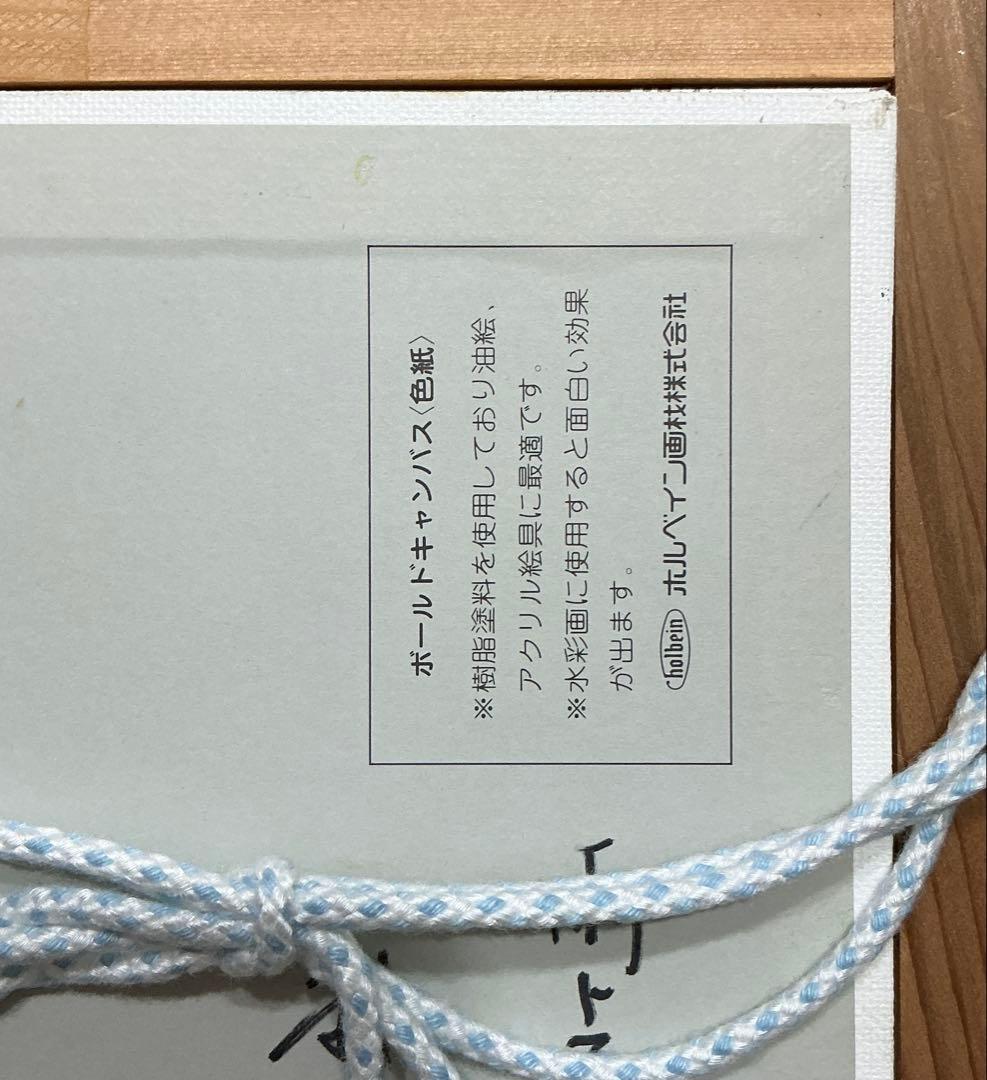 ボールドキャンバス〈色紙〉
※樹脂塗料を使用しており油絵、
アクリル絵具に最適です。
※水彩画に使用すると面白い効果
が出ます。
holbein ホルベイン画材株式会社